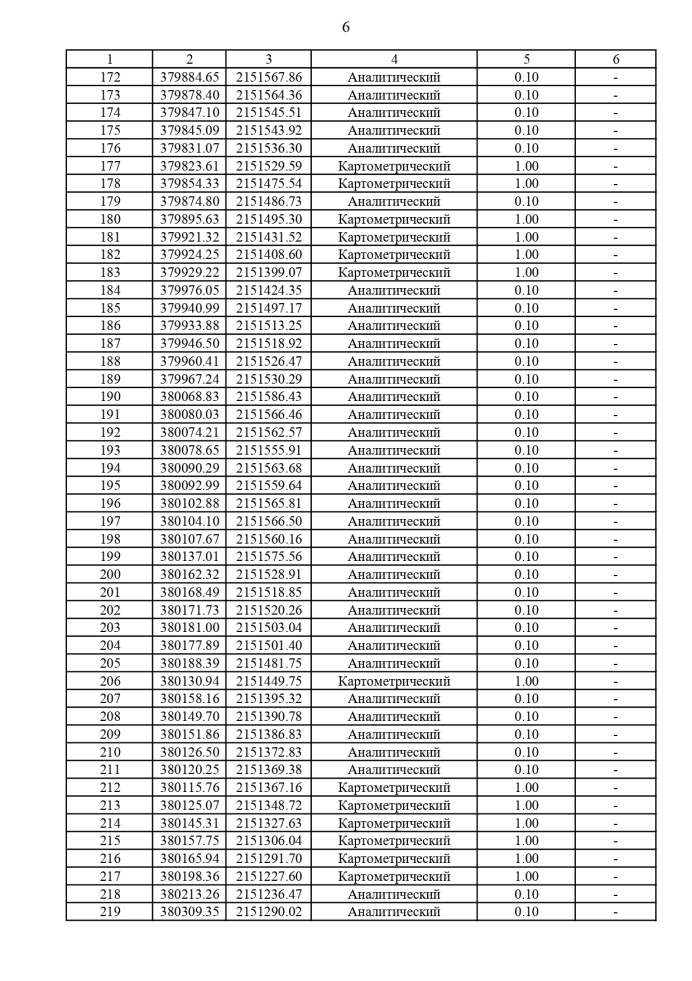 6
1 2 3 4 5 6
172 379884.65 2151567.86 Аналитический 0.10 -
173 379878.40 2151564.36 Аналитический 0.10 -
174 379847.10 2151545.51 Аналитический 0.10 -
175 379845.09 2151543.92 Аналитический 0.10 -
176 379831.07 2151536.30 Аналитический 0.10 -
177 379823.61 2151529.59 Картометрический 1.00 -
178 379854.33 2151475.54 Картометрический 1.00 -
179 379874.80 2151486.73 Аналитический 0.10 -
180 379895.63 2151495.30 Картометрический 1.00 -
181 379921.32 2151431.52 Картометрический 1.00 -
182 379924.25 2151408.60 Картометрический 1.00 -
183 379929.22 2151399.07 Картометрический 1.00 -
184 379976.05 2151424.35 Аналитический 0.10 -
185 379940.99 2151497.17 Аналитический 0.10 -
186 379933.88 2151513.25 Аналитический 0.10 -
187 379946.50 2151518.92 Аналитический 0.10 -
188 379960.41 2151526.47 Аналитический 0.10 -
189 379967.24 2151530.29 Аналитический 0.10 -
190 380068.83 2151586.43 Аналитический 0.10 -
191 380080.03 2151566.46 Аналитический 0.10 -
192 380074.21 2151562.57 Аналитический 0.10 -
193 380078.65 2151555.91 Аналитический 0.10 -
194 380090.29 2151563.68 Аналитический 0.10 -
195 380092.99 2151559.64 Аналитический 0.10 -
196 380102.88 2151565.81 Аналитический 0.10 -
197 380104.10 2151566.50 Аналитический 0.10 -
198 380107.67 2151560.16 Аналитический 0.10 -
199 380137.01 2151575.56 Аналитический 0.10 -
200 380162.32 2151528.91 Аналитический 0.10 -
201 380168.49 2151518.85 Аналитический 0.10 -
202 380171.73 2151520.26 Аналитический 0.10 -
203 380181.00 2151503.04 Аналитический 0.10 -
204 380177.89 2151501.40 Аналитический 0.10 -
205 380188.39 2151481.75 Аналитический 0.10 -
206 380130.94 2151449.75 Картометрический 1.00 -
207 380158.16 2151395.32 Аналитический 0.10 -
208 380149.70 2151390.78 Аналитический 0.10 -
209 380151.86 2151386.83 Аналитический 0.10 -
210 380126.50 2151372.83 Аналитический 0.10 -
211 380120.25 2151369.38 Аналитический 0.10 -
212 380115.76 2151367.16 Картометрический 1.00 -
213 380125.07 2151348.72 Картометрический 1.00 -
214 380145.31 2151327.63 Картометрический 1.00 -
215 380157.75 2151306.04 Картометрический 1.00 -
216 380165.94 2151291.70 Картометрический 1.00 -
217 380198.36 2151227.60 Картометрический 1.00 -
218 380213.26 2151236.47 Аналитический 0.10 -
219 380309.35 2151290.02 Аналитический 0.10 -